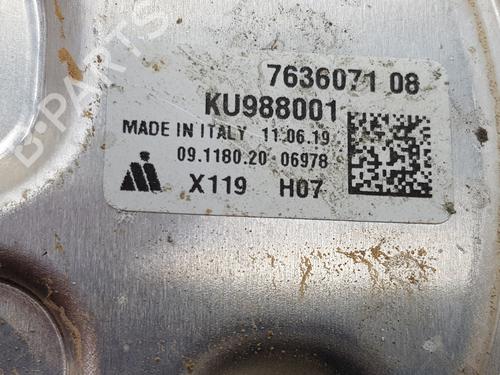 7636071 08
KU988001
MADE IN ITALY 11.06.19
09.1180.20 06978
X119 H07
B-PARTS